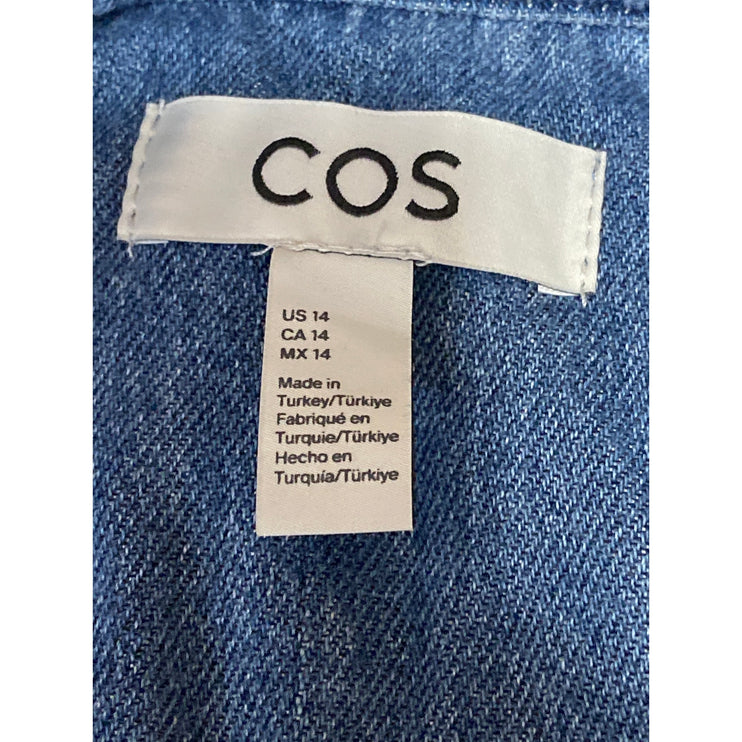 COS
US 14
CA 14
MX 14
Made in
Turkey/Türkiye
Fabriqué en
Turquie/Türkiye
Hecho en
Turquía/Türkiye